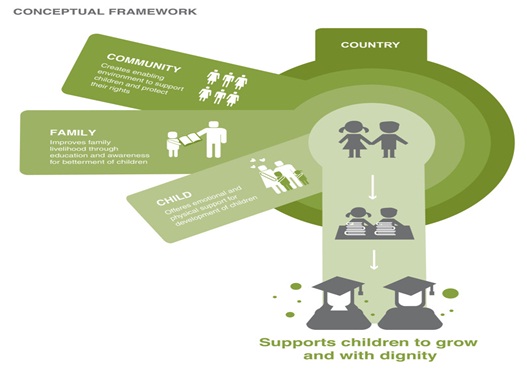 CONCEPTUAL FRAMEWORK
COUNTRY
COMMUNITY
Creates enabling
environment to support
children and protect
their rights
FAMILY
Improves family
livelihood through
education and awareness
for betterment of children
CHILD
Offeres emotional and
physical support for
development of children
Supports children to grow
and with dignity